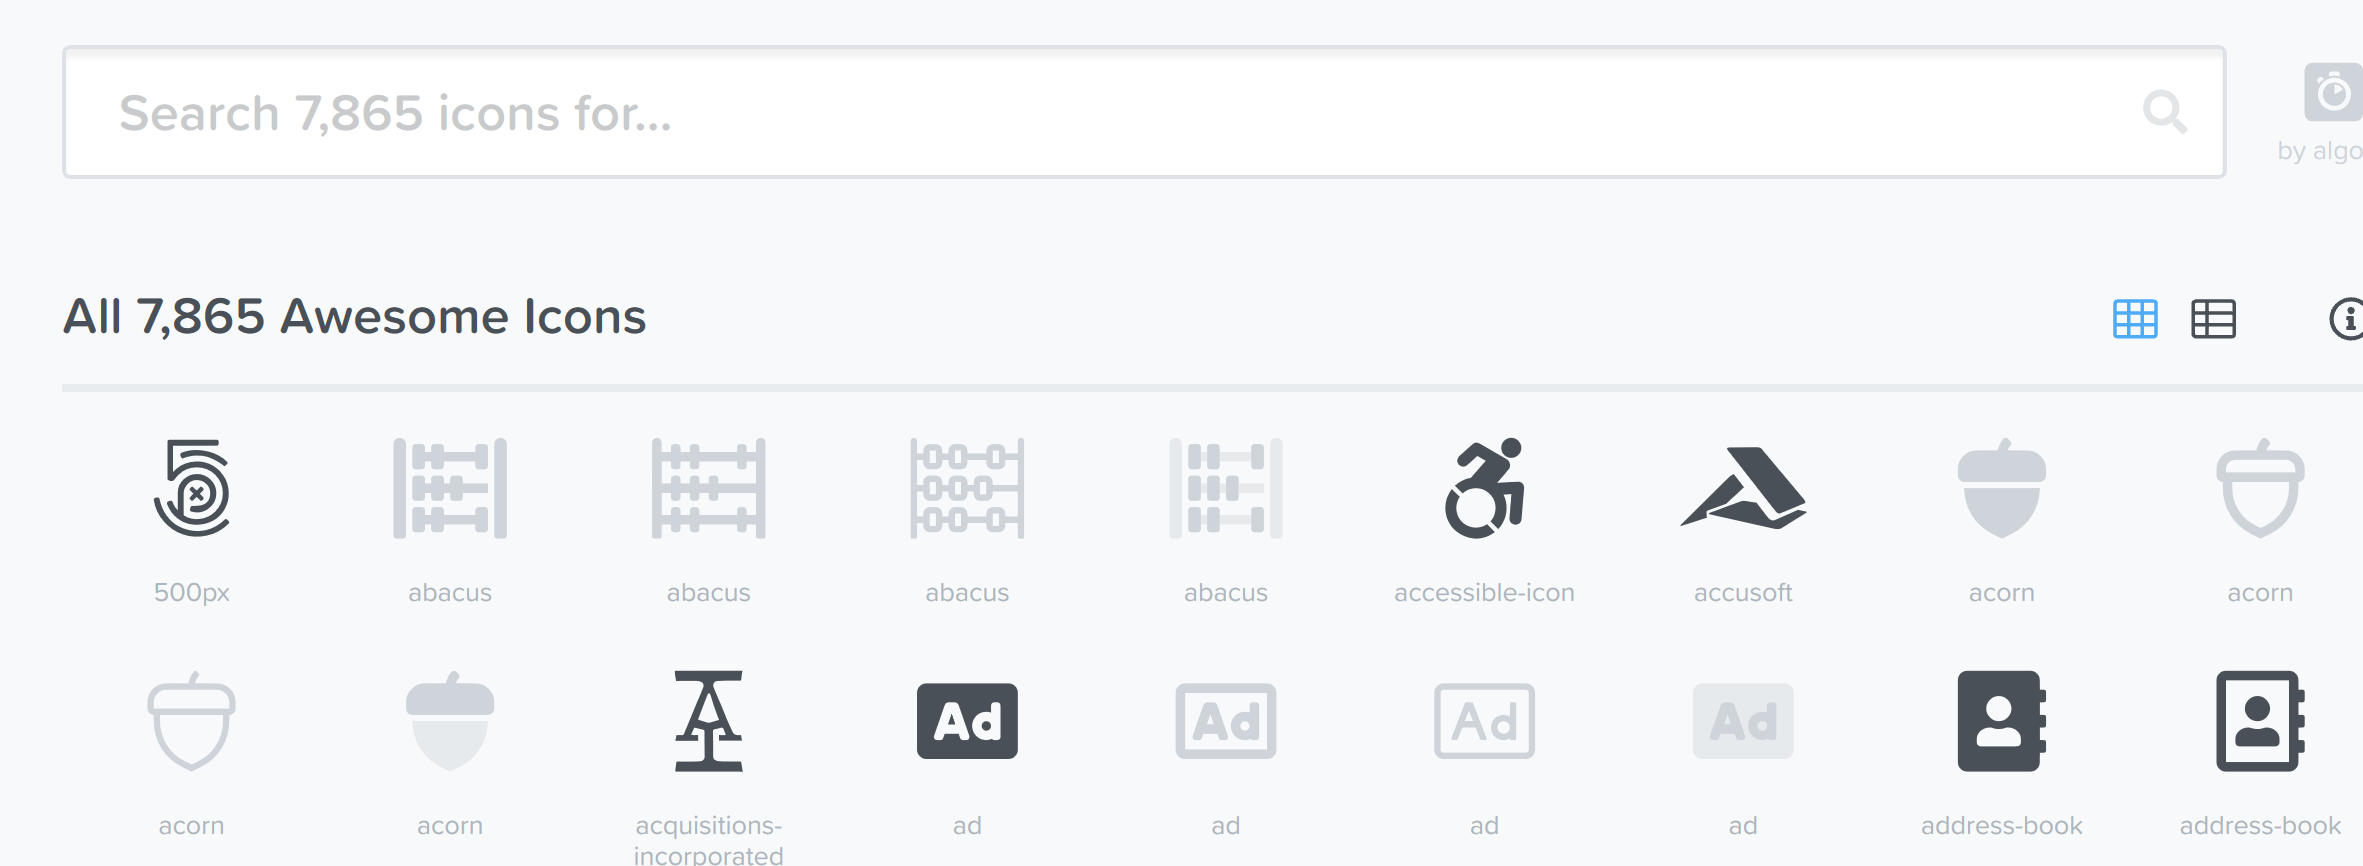 Search 7,865 icons for...
by algo
All 7,865 Awesome Icons
500px
abacus
abacus
abacus
abacus
accessible-icon
accusoft
acorn
acorn
Ad
Ad
Ad
Ad
acorn
acorn
acquisitions-
incorporated
ad
ad
ad
ad
address-book
address-book